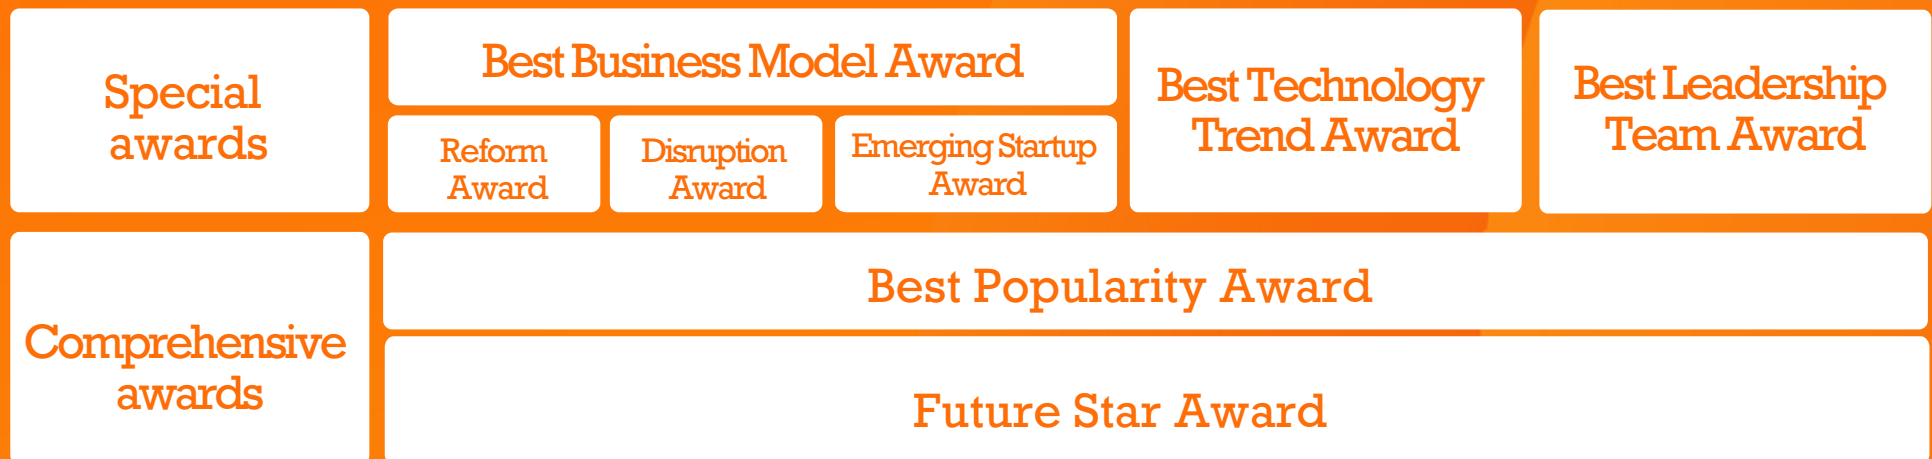 Special
awards
Best Business Model Award
Reform
Award
Disruption
Award
Emerging Startup
Award
Best Technology
Trend Award
Best Leadership
Team Award
Comprehensive
awards
Best Popularity Award
Future Star Award